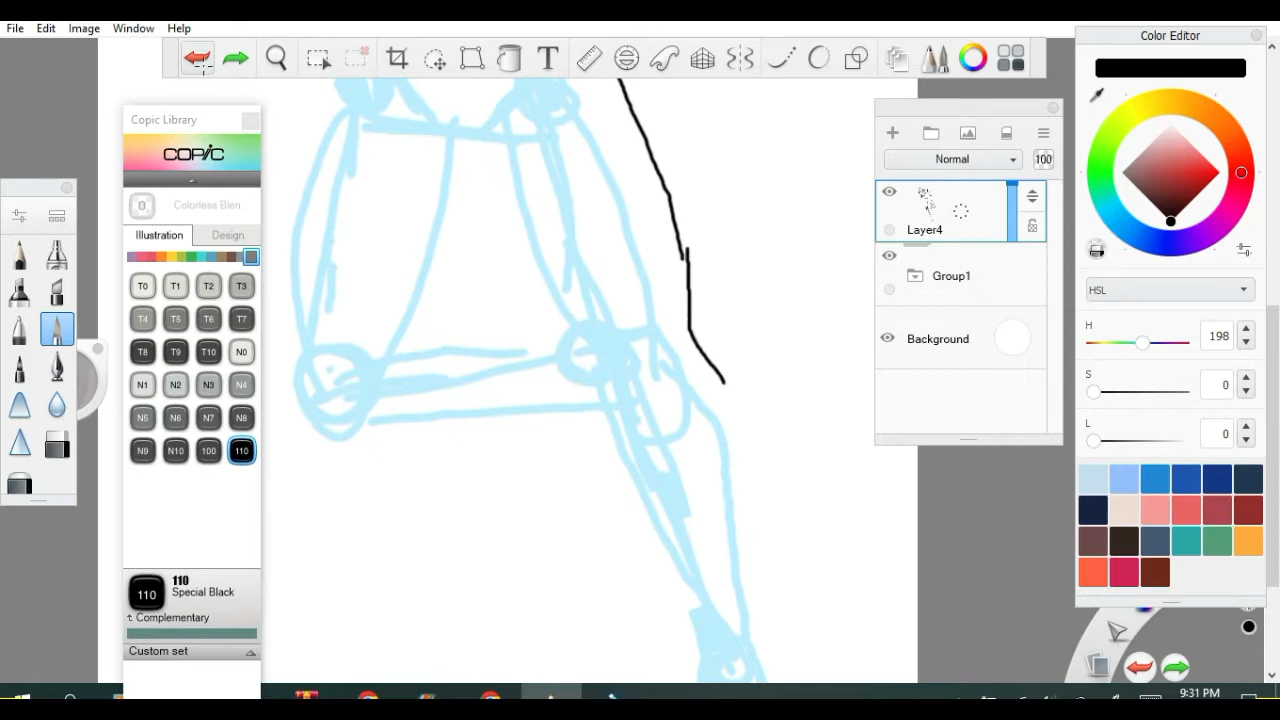 File Edit Image Window Help
Color Editor
Copic Library
COPIC
0 Colorless Blen
Illustration Design
T0 T1 T2 T3
T4 T5 T6 T7
T8 T9 T10 N0
N1 N2 N3 N4
N5 N6 N7 N8
N9 N10 100 110
110
110
Special Black
Complementary
Custom set
Normal 100
Layer4
Group1
Background
HSL
H 198
S 0
L 0
9:31 PM